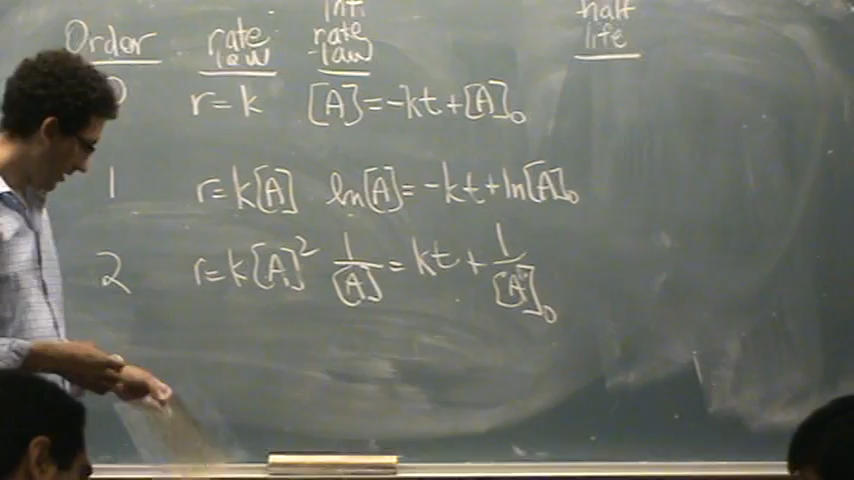 Order rate law int rate law half life
0 r=k [A]=-kt+[A]₀
1 r=k[A] ln[A]=-kt+ln[A]₀
2 r=k[A]² 1/[A]=kt+1/[A]₀